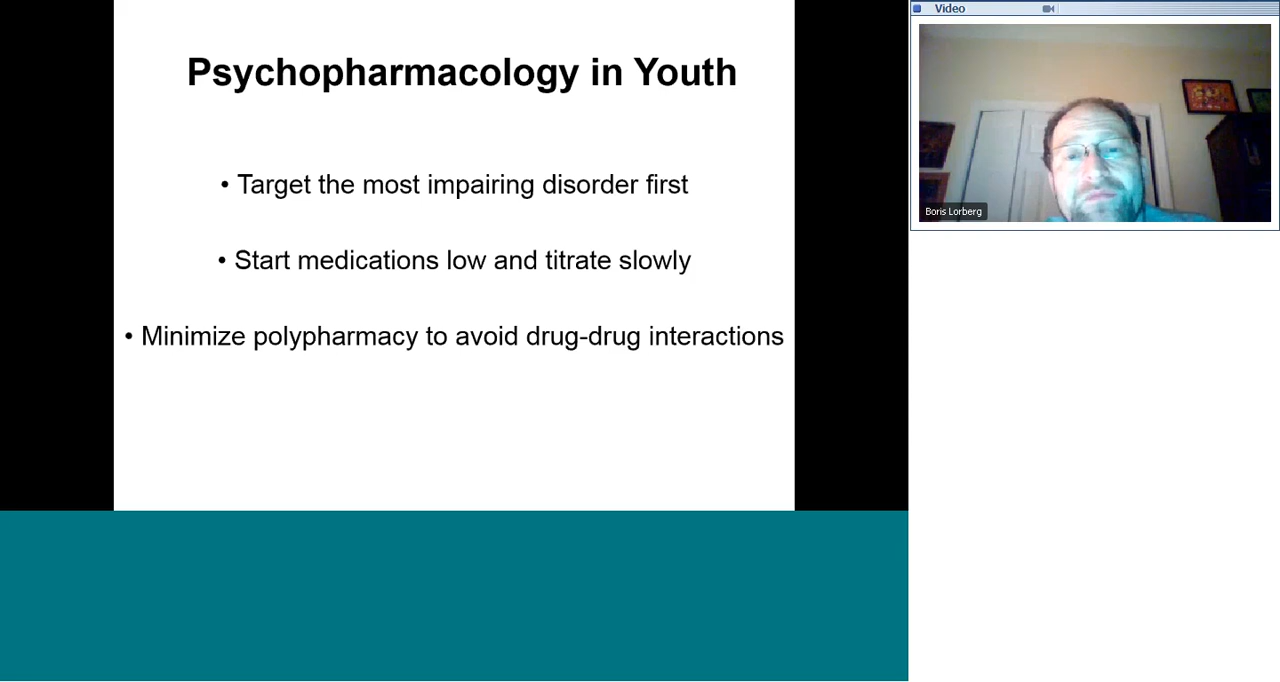 Psychopharmacology in Youth
• Target the most impairing disorder first
• Start medications low and titrate slowly
• Minimize polypharmacy to avoid drug-drug interactions
Video
Boris Lorberg